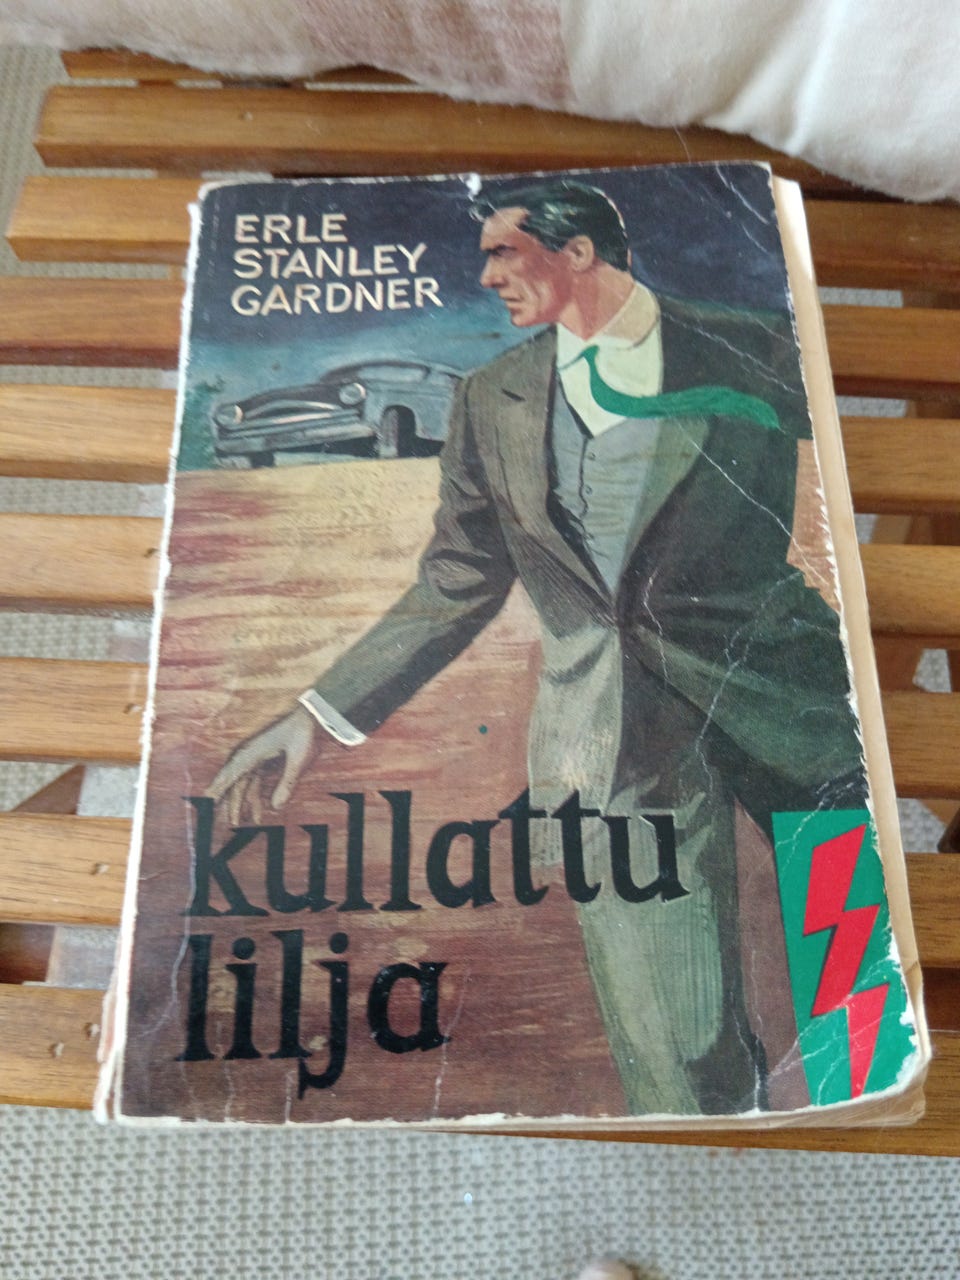 ERLE
STANLEY
GARDNER
kullattu
lilja